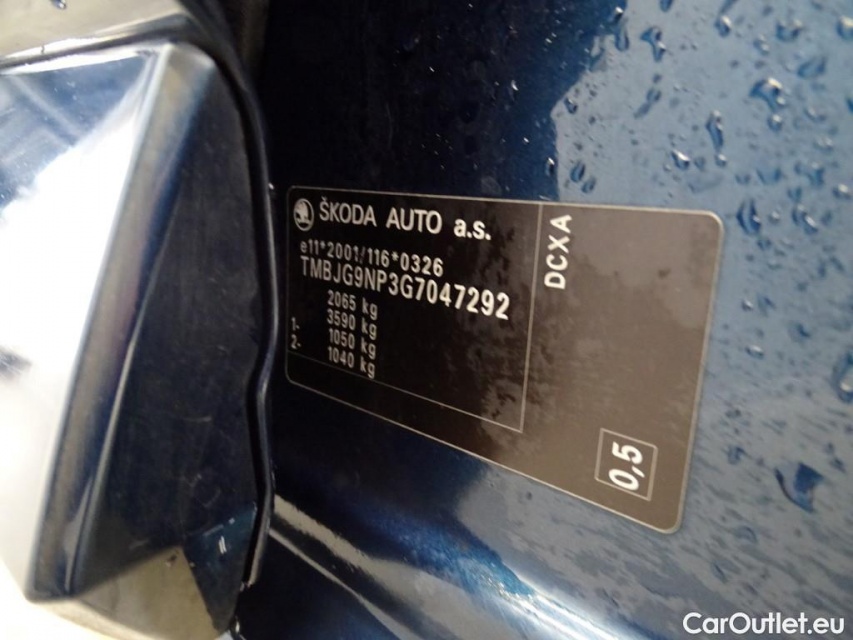 ŠKODA AUTO a.s.
e11*2001/116*0326
TMBJG9NP3G7047292
2065 kg
3590 kg
1- 1050 kg
2- 1040 kg
DCXA
0,5
CarOutlet.eu